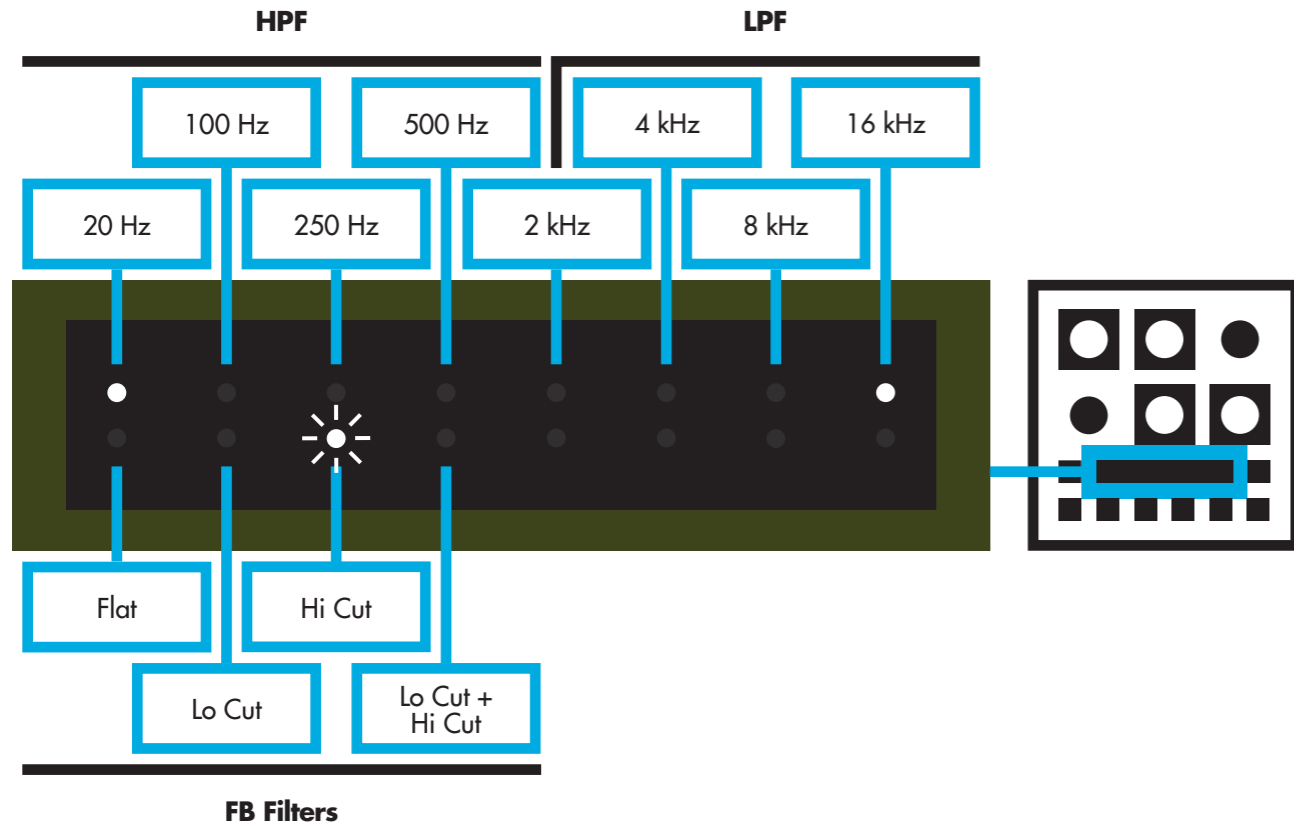 HPF
LPF
100 Hz
500 Hz
4 kHz
16 kHz
20 Hz
250 Hz
2 kHz
8 kHz
Flat
Hi Cut
Lo Cut
Lo Cut +
Hi Cut
FB Filters